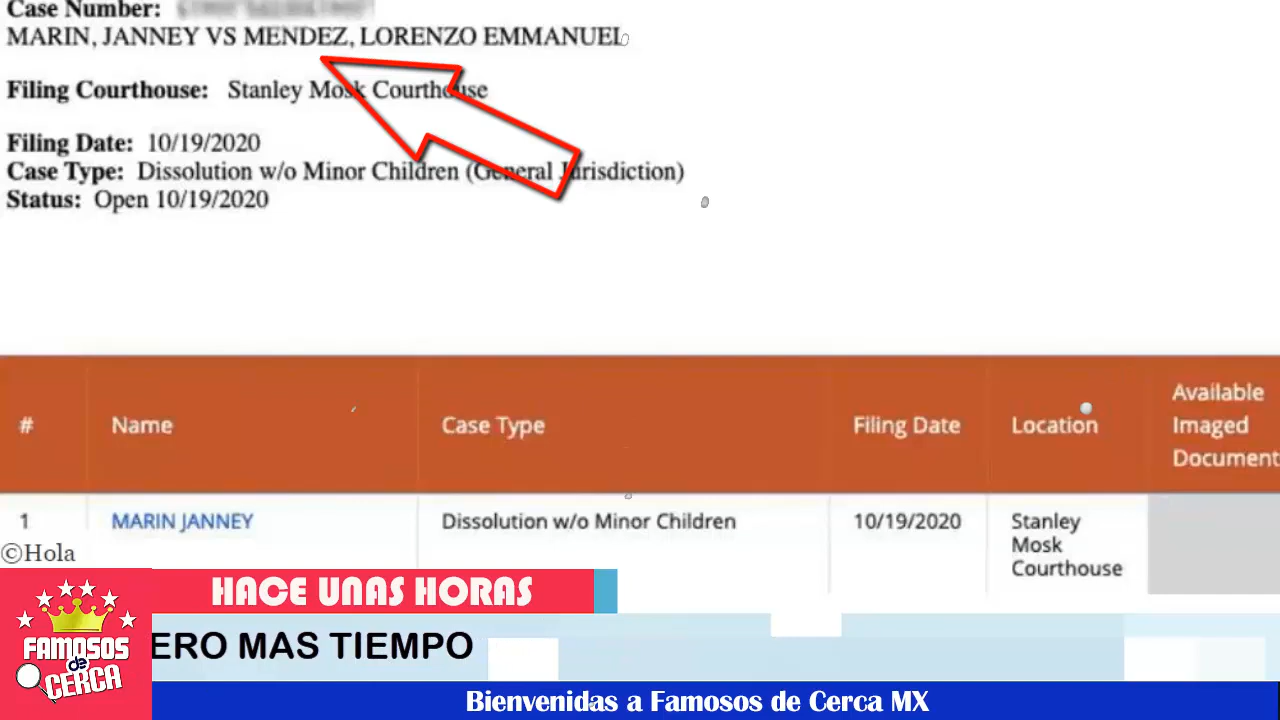 Case Number:
MARIN, JANNEY VS MENDEZ, LORENZO EMMANUEL
Filing Courthouse: Stanley Mosk Courthouse
Filing Date: 10/19/2020
Case Type: Dissolution w/o Minor Children (General Jurisdiction)
Status: Open 10/19/2020
# Name Case Type Filing Date Location Available Imaged Document
1 MARIN JANNEY Dissolution w/o Minor Children 10/19/2020 Stanley Mosk Courthouse
©Hola
HACE UNAS HORAS
ERO MAS TIEMPO
FAMOSOS
de
CERCA
Bienvenidas a Famosos de Cerca MX